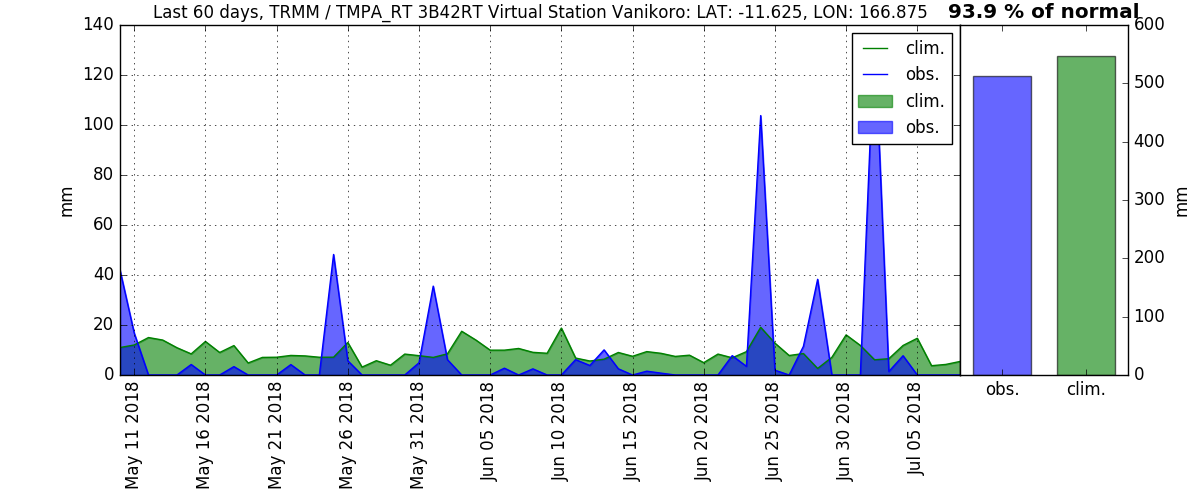 Last 60 days, TRMM / TMPA_RT 3B42RT Virtual Station Vanikoro: LAT: -11.625, LON: 166.875
93.9 % of normal
140
120
100
80
60
40
20
0
mm
clim.
obs.
clim.
obs.
600
500
400
300
200
100
0
mm
obs.
clim.
May 11 2018
May 16 2018
May 21 2018
May 26 2018
May 31 2018
Jun 05 2018
Jun 10 2018
Jun 15 2018
Jun 20 2018
Jun 25 2018
Jun 30 2018
Jul 05 2018